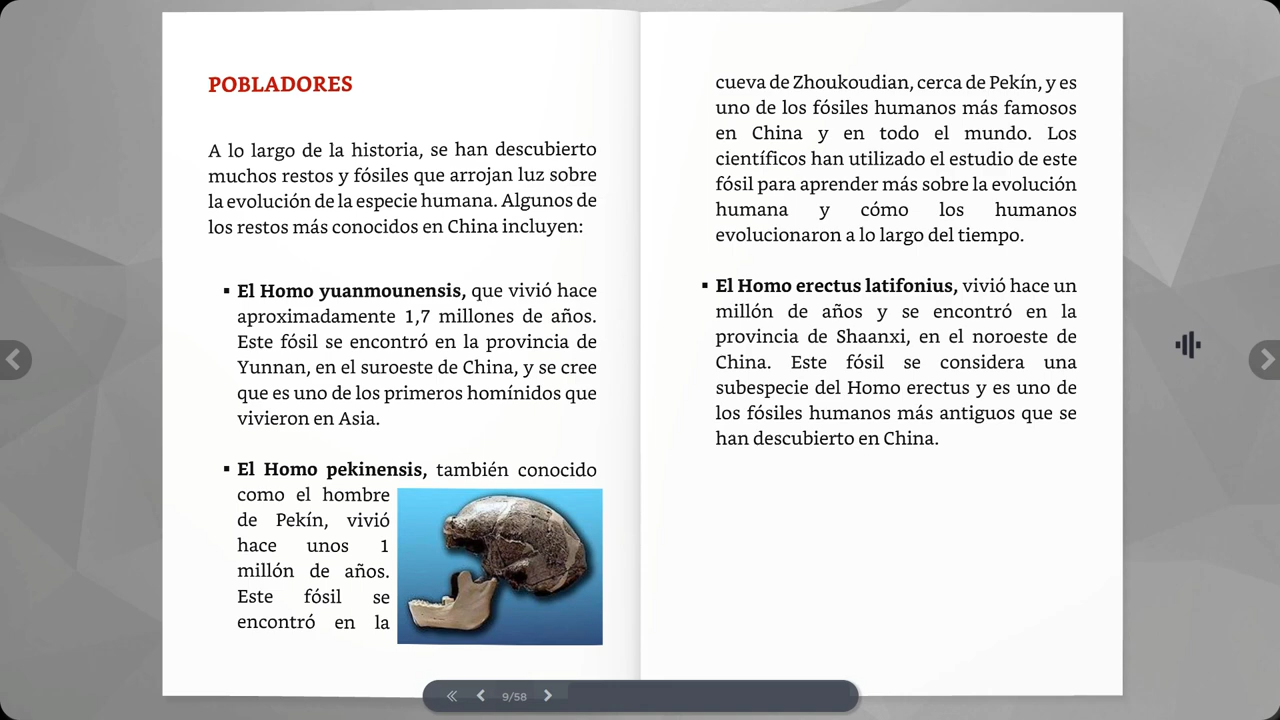 POBLADORES
A lo largo de la historia, se han descubierto
muchos restos y fósiles que arrojan luz sobre
la evolución de la especie humana. Algunos de
los restos más conocidos en China incluyen:
▪ El Homo yuanmounensis, que vivió hace
aproximadamente 1,7 millones de años.
Este fósil se encontró en la provincia de
Yunnan, en el suroeste de China, y se cree
que es uno de los primeros homínidos que
vivieron en Asia.
▪ El Homo pekinensis, también conocido
como el hombre
de Pekín, vivió
hace unos 1
millón de años.
Este fósil se
encontró en la
cueva de Zhoukoudian, cerca de Pekín, y es
uno de los fósiles humanos más famosos
en China y en todo el mundo. Los
científicos han utilizado el estudio de este
fósil para aprender más sobre la evolución
humana y cómo los humanos
evolucionaron a lo largo del tiempo.
▪ El Homo erectus latifonius, vivió hace un
millón de años y se encontró en la
provincia de Shaanxi, en el noroeste de
China. Este fósil se considera una
subespecie del Homo erectus y es uno de
los fósiles humanos más antiguos que se
han descubierto en China.
9/58